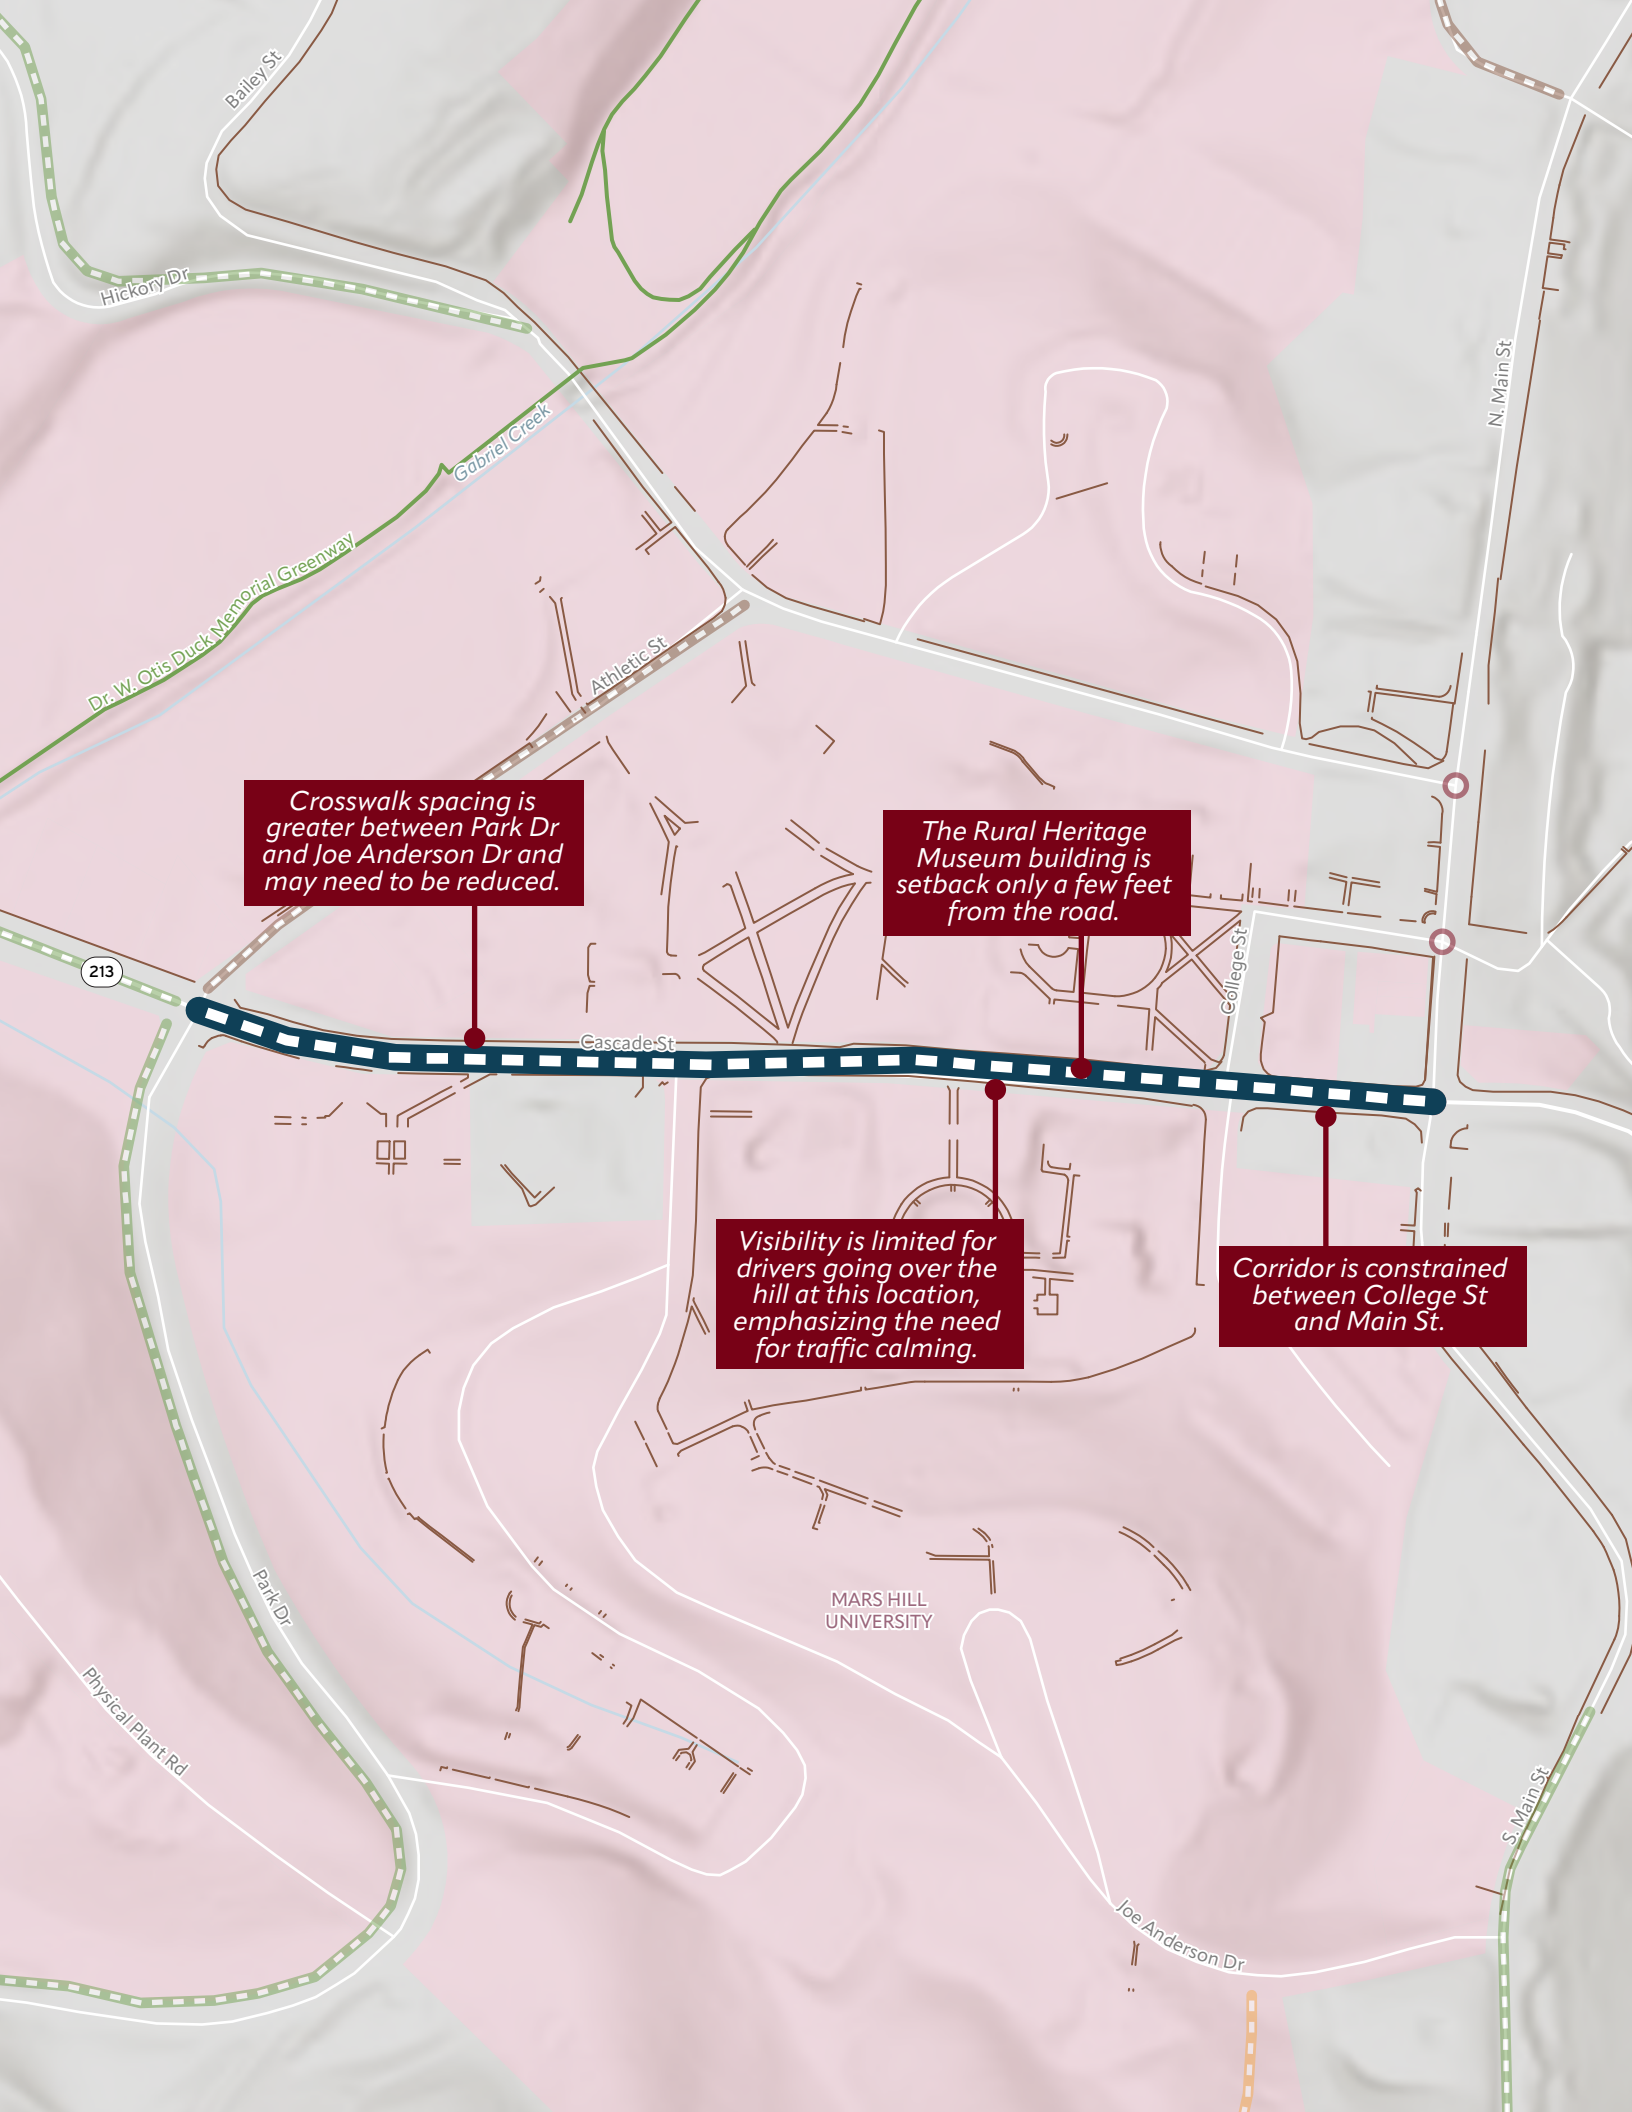 Bailey St
Hickory Dr
N. Main St
Gabriel Creek
Dr. W. Otis Duck Memorial Greenway
Athletic St
Crosswalk spacing is
greater between Park Dr
and Joe Anderson Dr and
may need to be reduced.
The Rural Heritage
Museum building is
setback only a few feet
from the road.
213
College St
Cascade St
Visibility is limited for
drivers going over the
hill at this location,
emphasizing the need
for traffic calming.
Corridor is constrained
between College St
and Main St.
Park Dr
MARS HILL
UNIVERSITY
Physical Plant Rd
S. Main St
Joe Anderson Dr